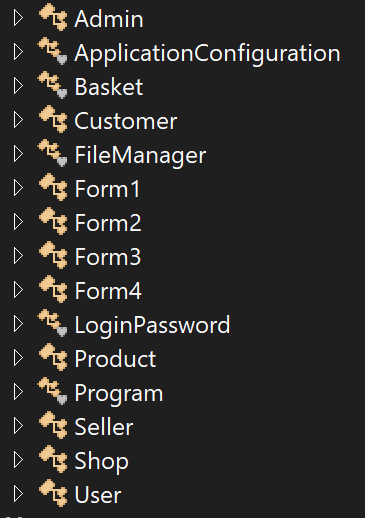 Admin
ApplicationConfiguration
Basket
Customer
FileManager
Form1
Form2
Form3
Form4
LoginPassword
Product
Program
Seller
Shop
User